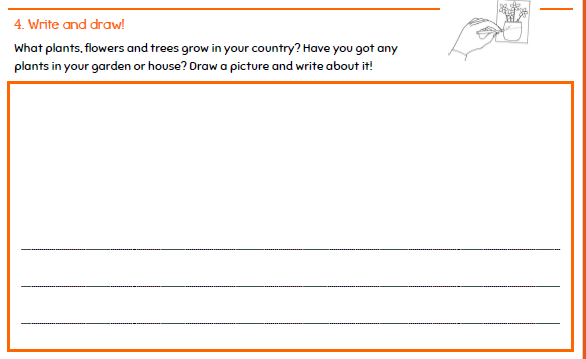 4. Write and draw!
What plants, flowers and trees grow in your country? Have you got any
plants in your garden or house? Draw a picture and write about it!